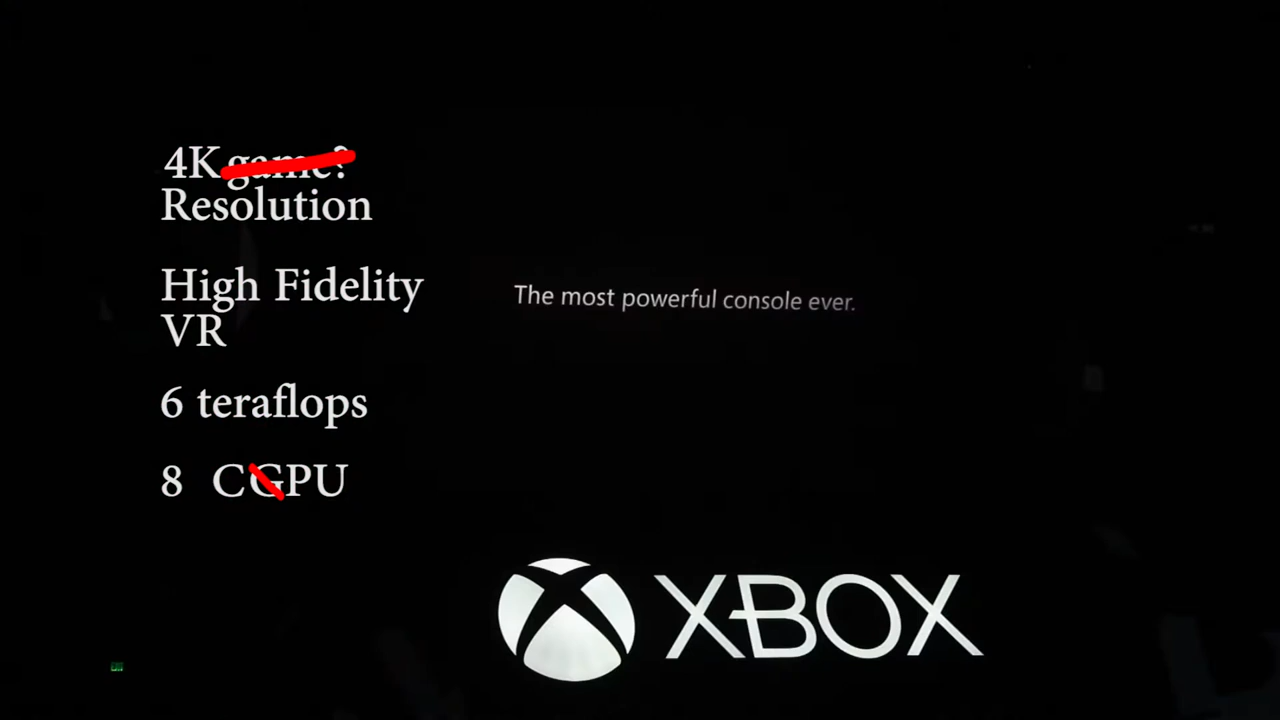 4K game?
Resolution
High Fidelity
VR
6 teraflops
8 CGPU
The most powerful console ever.
XBOX